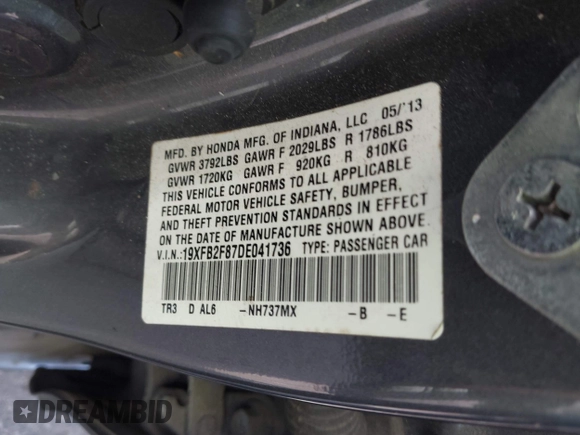 MFD. BY HONDA MFG. OF INDIANA, LLC 05/'13
GVWR 3792LBS GAWR F 2029LBS R 1786LBS
GVWR 1720KG GAWR F 920KG R 810KG
THIS VEHICLE CONFORMS TO ALL APPLICABLE
FEDERAL MOTOR VEHICLE SAFETY, BUMPER,
AND THEFT PREVENTION STANDARDS IN EFFECT
ON THE DATE OF MANUFACTURE SHOWN ABOVE.
V.I.N.:19XFB2F87DE041736 TYPE: PASSENGER CAR
TR3 D AL6 -NH737MX -B -E
DREAMBID